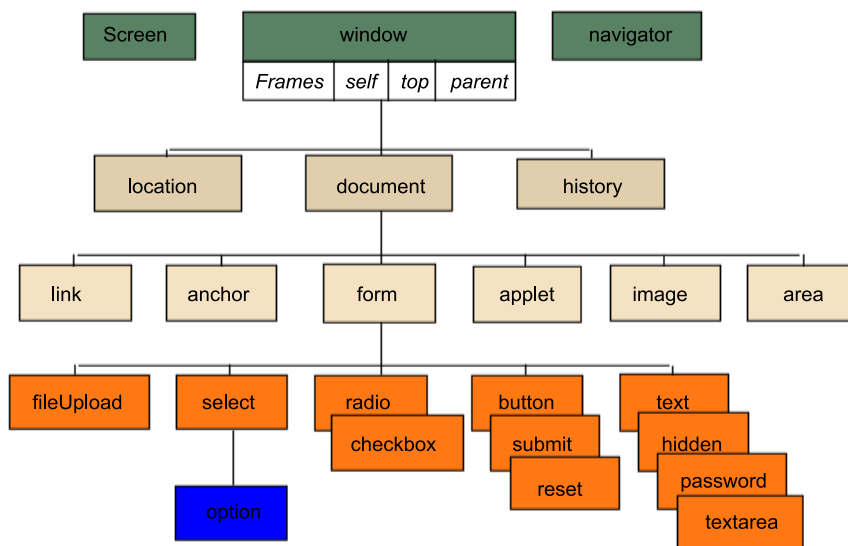 Screen
window
navigator
Frames self top parent
location
document
history
link
anchor
form
applet
image
area
fileUpload
select
radio
button
text
checkbox
submit
hidden
reset
password
option
textarea